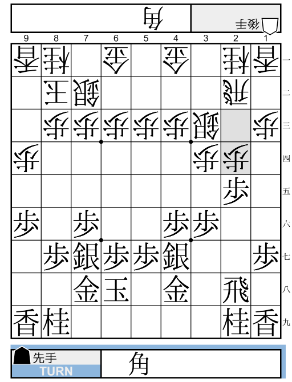 角 後手
9 8 7 6 5 4 3 2 1
香 桂 金 金 桂 香 一
王 銀 飛 二
歩 歩 歩 歩 歩 銀 歩 三
歩 歩 歩 四
歩 五
歩 歩 歩 歩 六
歩 銀 歩 歩 銀 歩 七
金 玉 金 飛 八
香 桂 桂 香 九
先手 角
TURN